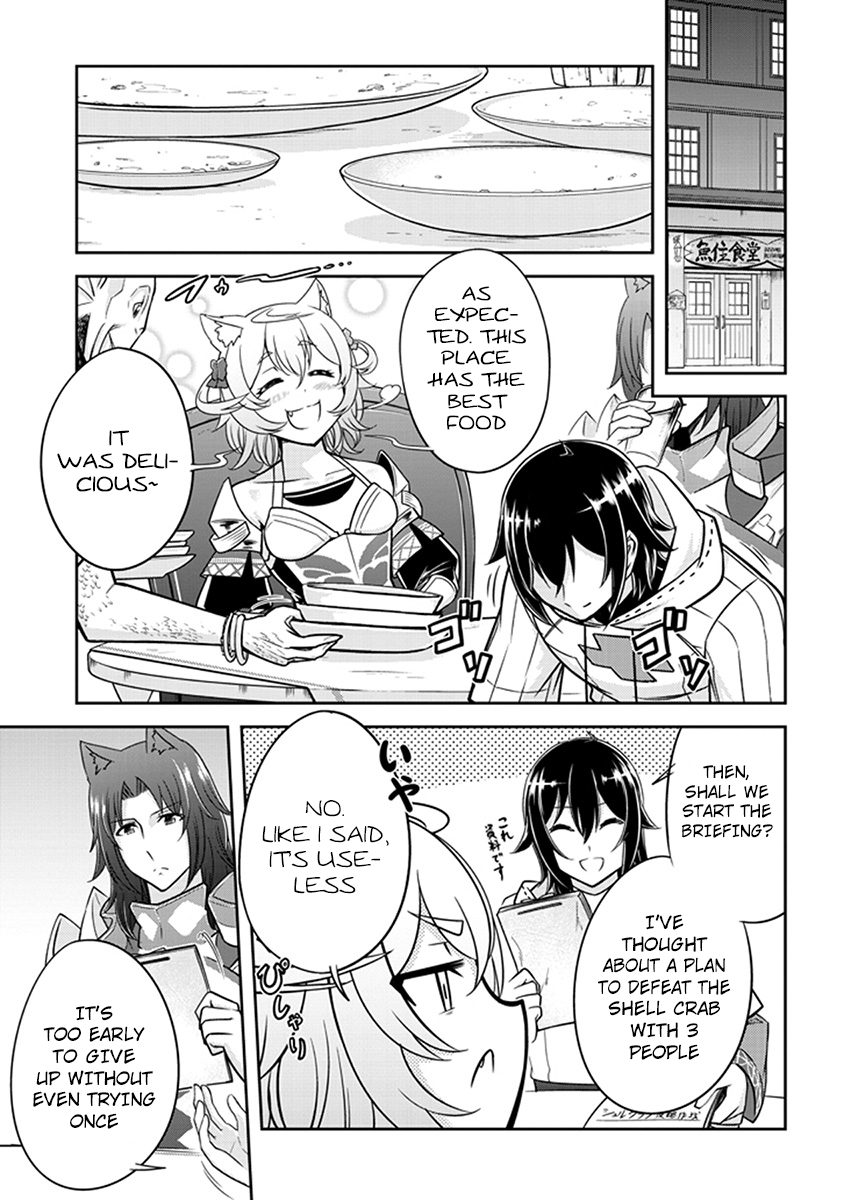 魚住食堂
AS
EXPEC-
TED. THIS
PLACE
HAS THE
BEST
FOOD
IT
WAS DELI-
CIOUS~
ゴソ
ゴソ
THEN,
SHALL WE
START THE
BRIEFING?
これ
資料です
I'VE
THOUGHT
ABOUT A PLAN
TO DEFEAT THE
SHELL CRAB
WITH 3
PEOPLE
いや
NO.
LIKE I SAID,
IT'S USE-
LESS
ぴしゃり
IT'S
TOO EARLY
TO GIVE
UP WITHOUT
EVEN TRYING
ONCE